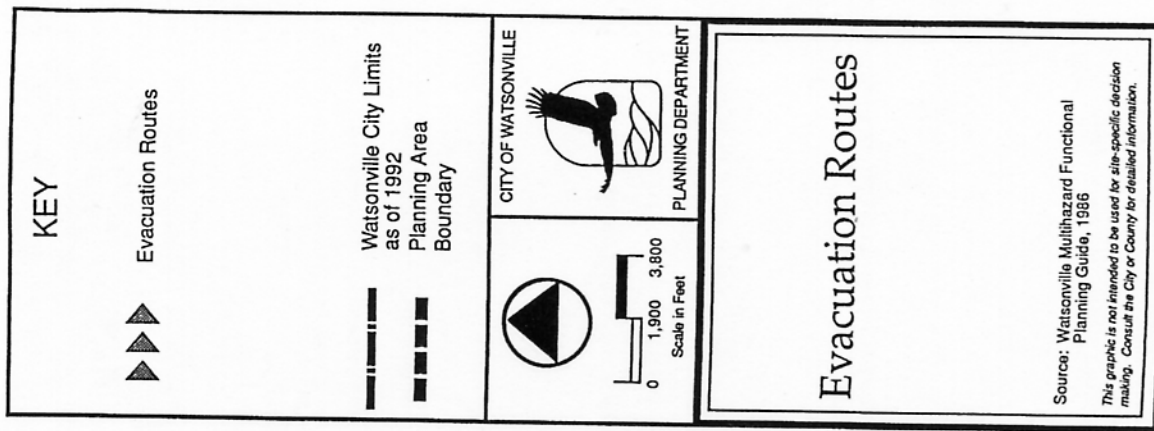 KEY
Evacuation Routes
Watsonville City Limits
as of 1992
Planning Area
Boundary
0 1,900 3,800
Scale in Feet
CITY OF WATSONVILLE
PLANNING DEPARTMENT
Evacuation Routes
Source: Watsonville Multihazard Functional
Planning Guide, 1986
This graphic is not intended to be used for site-specific decision
making. Consult the City or County for detailed information.